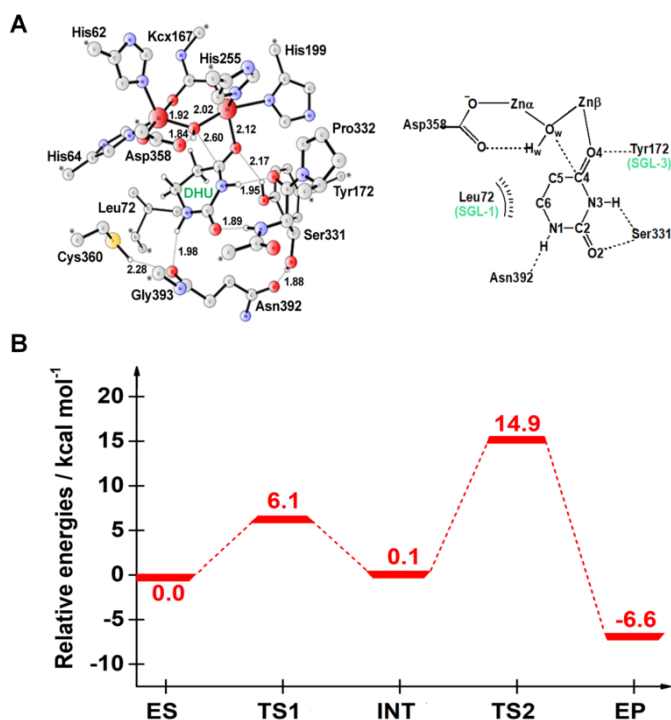 A
His62
Kcx167
His255
His199
2.02
1.92
1.84
2.60
2.12
Pro332
His64
Asp358
2.17
DHU
1.95
Tyr172
Leu72
1.89
Ser331
Cys360
1.98
2.28
Gly393
Asn392
1.88
Znα
Znβ
Asp358
O
Ow
O
Hw
O4
Tyr172
(SGL-3)
C5
C4
Leu72
(SGL-1)
C6
N3-H
N1
C2
Ser331
H
O2
Asn392
B
Relative energies / kcal mol-1
20
15
10
5
0
-5
-10
0.0
6.1
0.1
14.9
-6.6
ES
TS1
INT
TS2
EP